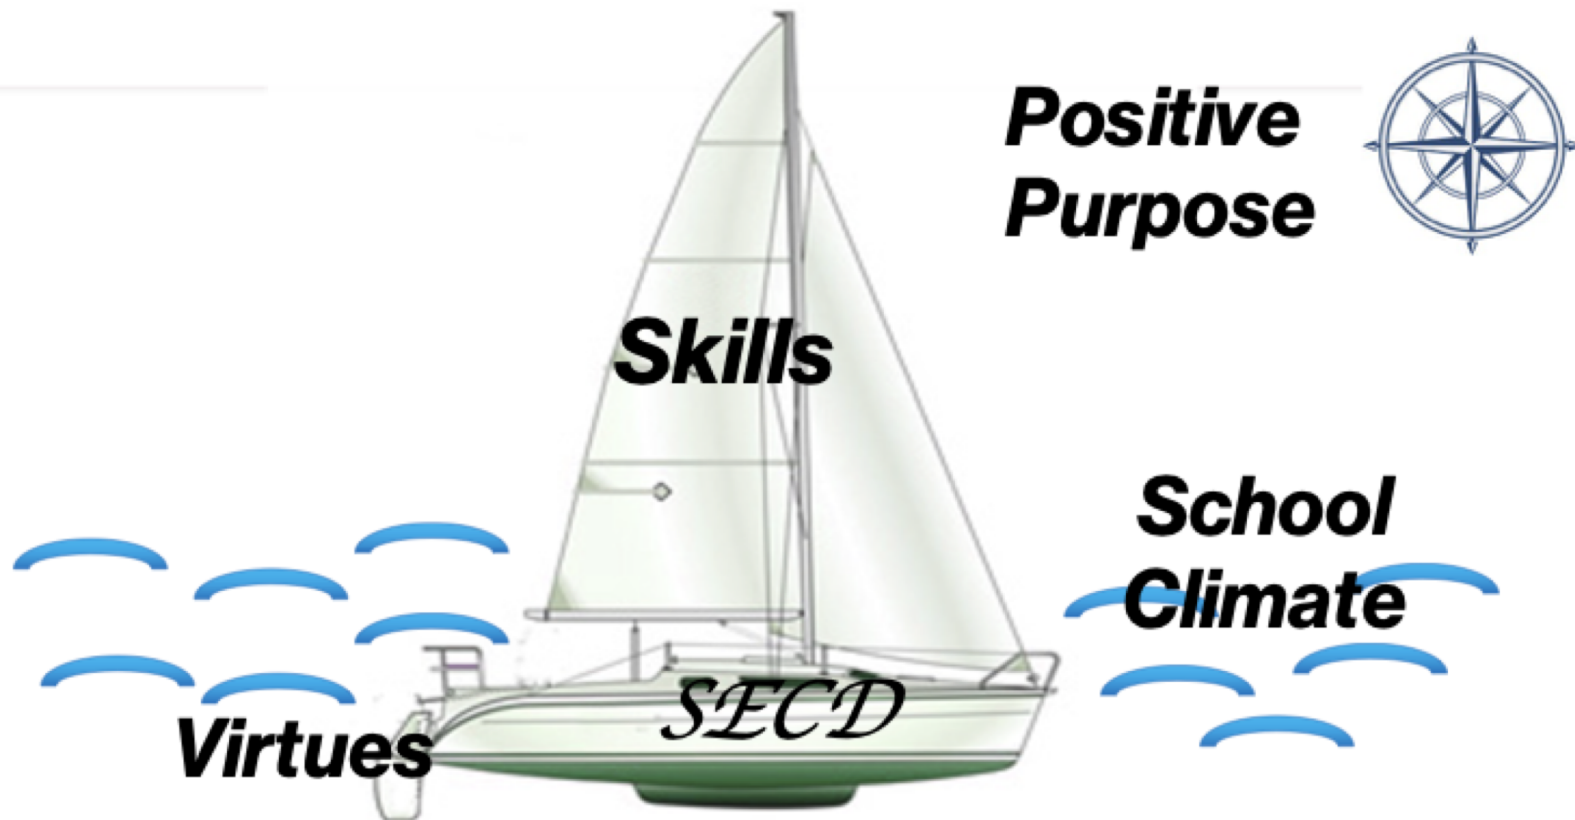 Positive
Purpose
Skills
School
Climate
SECD
Virtues